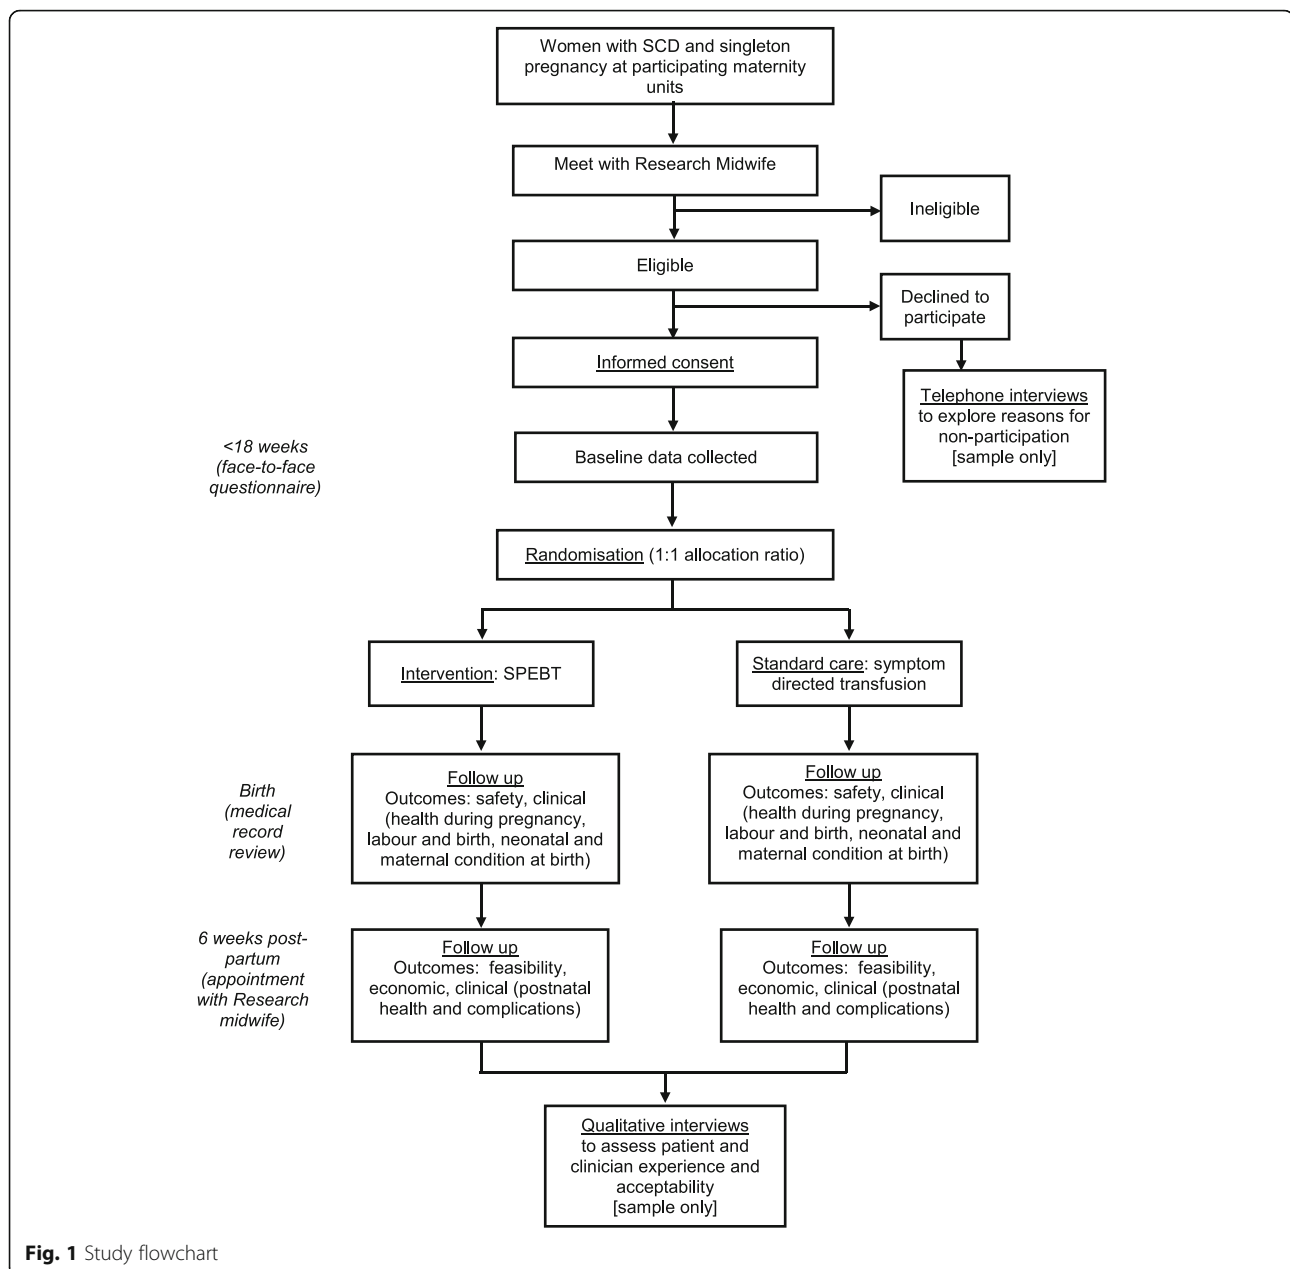 Women with SCD and singleton
pregnancy at participating maternity
units
Meet with Research Midwife
Ineligible
Eligible
Declined to
participate
Informed consent
Telephone interviews
to explore reasons for
non-participation
[sample only]
<18 weeks
(face-to-face
questionnaire)
Baseline data collected
Randomisation (1:1 allocation ratio)
Intervention: SPEBT
Standard care: symptom
directed transfusion
Birth
(medical
record
review)
Follow up
Outcomes: safety, clinical
(health during pregnancy,
labour and birth, neonatal and
maternal condition at birth)
Follow up
Outcomes: safety, clinical
(health during pregnancy,
labour and birth, neonatal and
maternal condition at birth)
6 weeks post-
partum
(appointment
with Research
midwife)
Follow up
Outcomes: feasibility,
economic, clinical (postnatal
health and complications)
Follow up
Outcomes: feasibility,
economic, clinical (postnatal
health and complications)
Qualitative interviews
to assess patient and
clinician experience and
acceptability
[sample only]
Fig. 1 Study flowchart